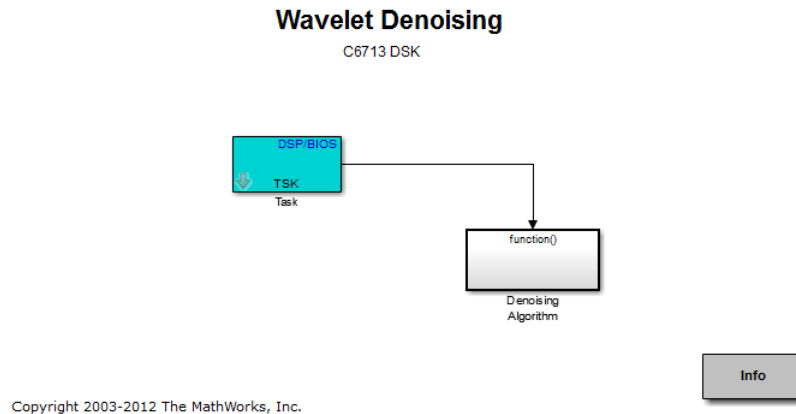 Wavelet Denoising
C6713 DSK
DSP/BIOS
TSK
Task
function()
Denoising
Algorithm
Info
Copyright 2003-2012 The MathWorks, Inc.